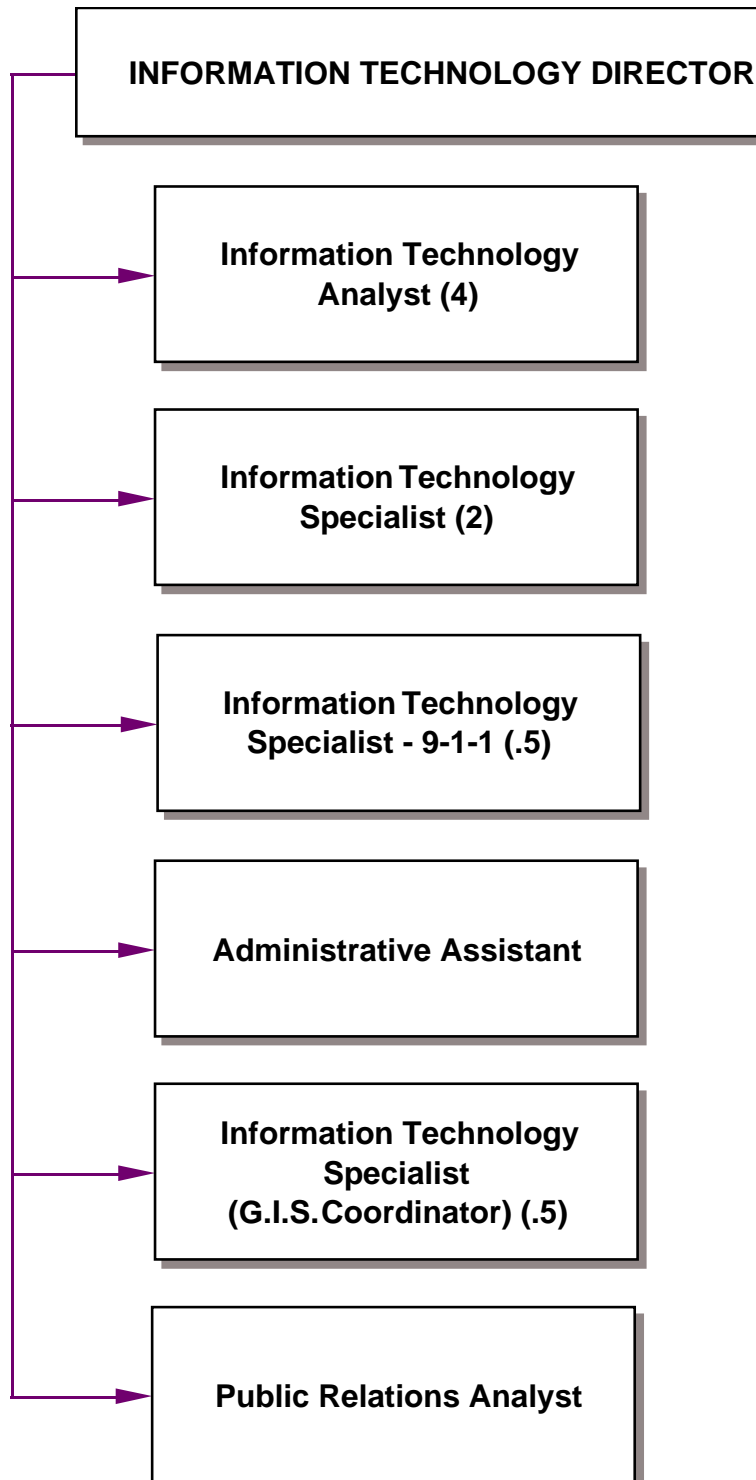 INFORMATION TECHNOLOGY DIRECTOR
Information Technology
Analyst (4)
Information Technology
Specialist (2)
Information Technology
Specialist - 9-1-1 (.5)
Administrative Assistant
Information Technology
Specialist
(G.I.S.Coordinator) (.5)
Public Relations Analyst